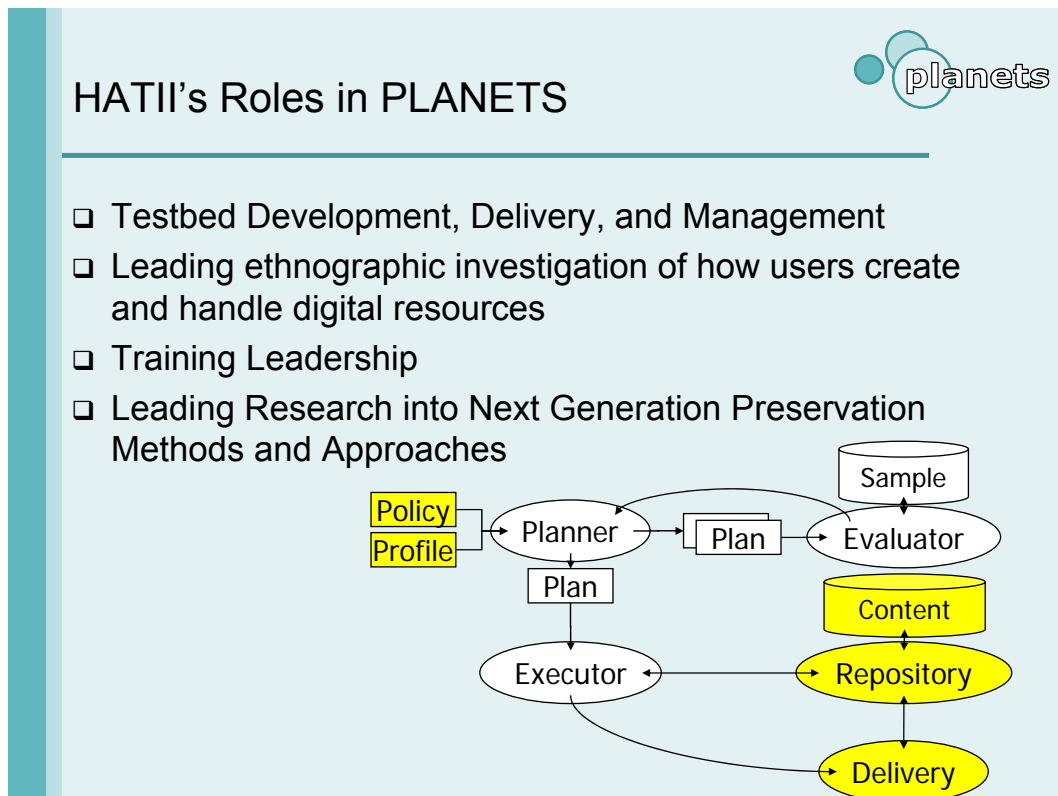 planets
HATII's Roles in PLANETS
❑ Testbed Development, Delivery, and Management
❑ Leading ethnographic investigation of how users create
and handle digital resources
❑ Training Leadership
❑ Leading Research into Next Generation Preservation
Methods and Approaches
Sample
Policy
Planner
Plan
Evaluator
Profile
Plan
Content
Executor
Repository
Delivery